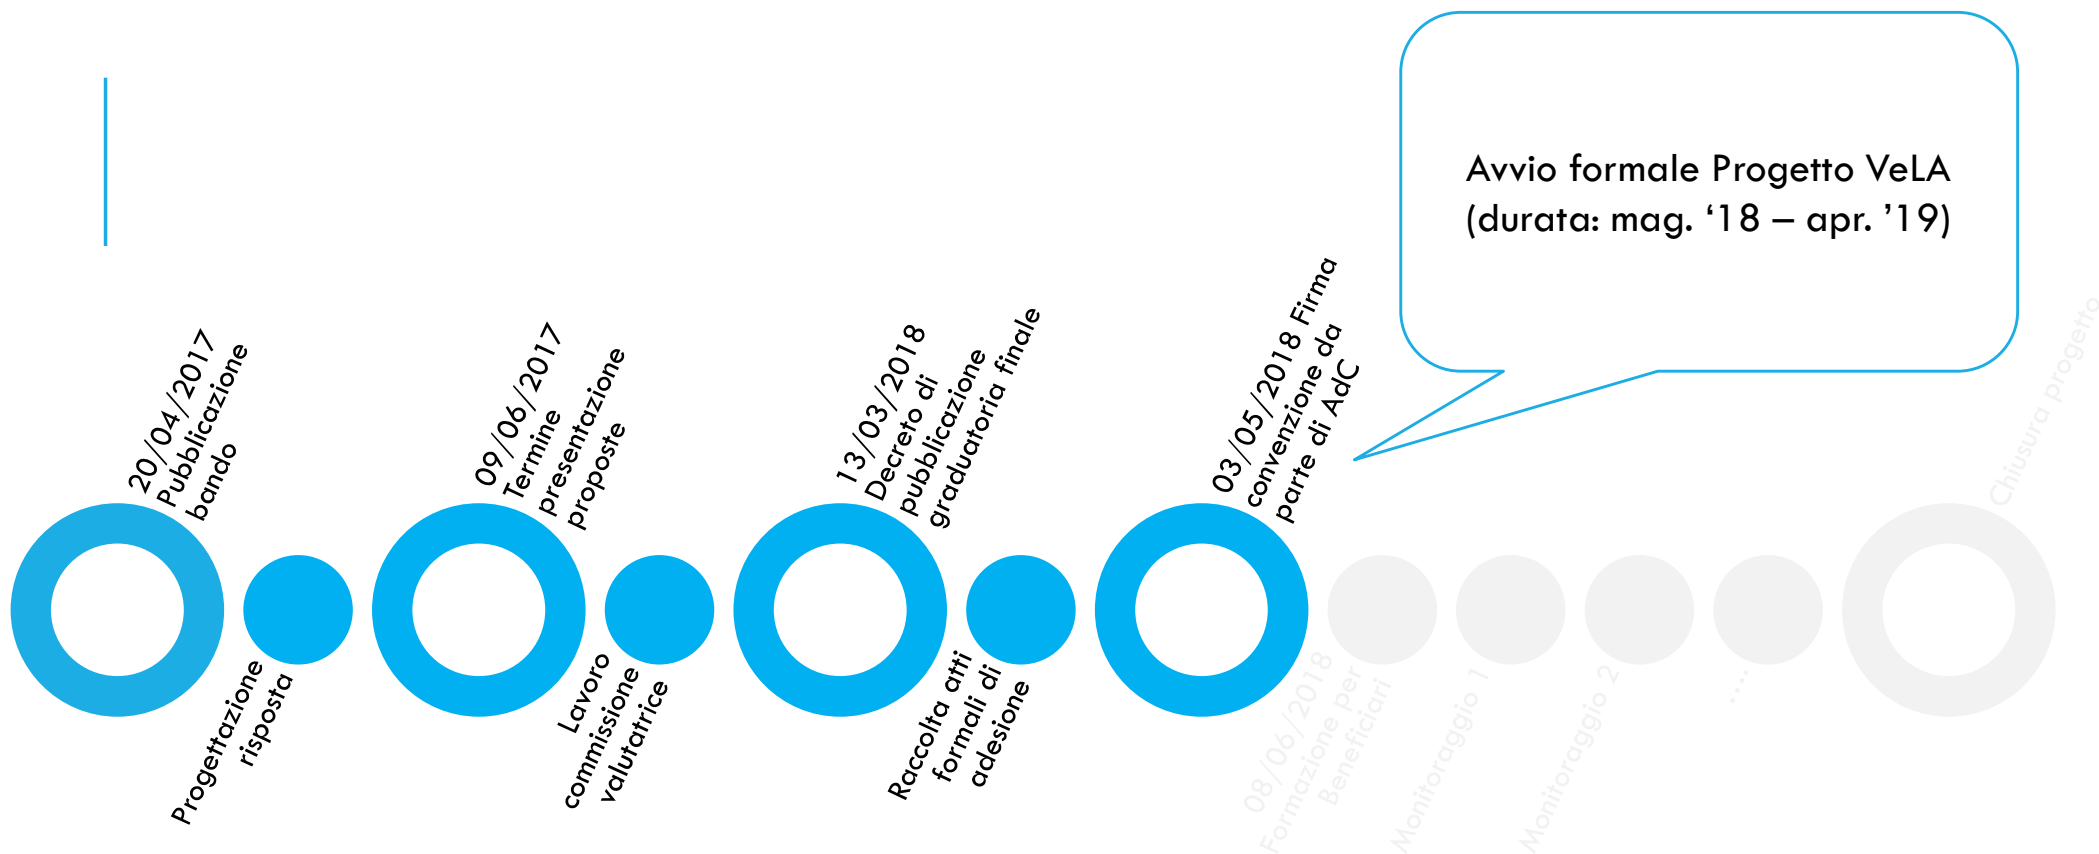 Avvio formale Progetto VeLA
(durata: mag. ‘18 – apr. ’19)
20/04/2017
Pubblicazione
bando
Progettazione
risposta
09/06/2017
Termine
presentazione
proposte
Lavoro
commissione
valutatrice
13/03/2018
Decreto di
pubblicazione
graduatoria finale
Raccolta atti
formali di
adesione
03/05/2018 Firma
convenzione da
parte di AdC
08/06/2018
Formazione per
Beneficiari
Monitoraggio 1
Monitoraggio 2
....
Chiusura progetto